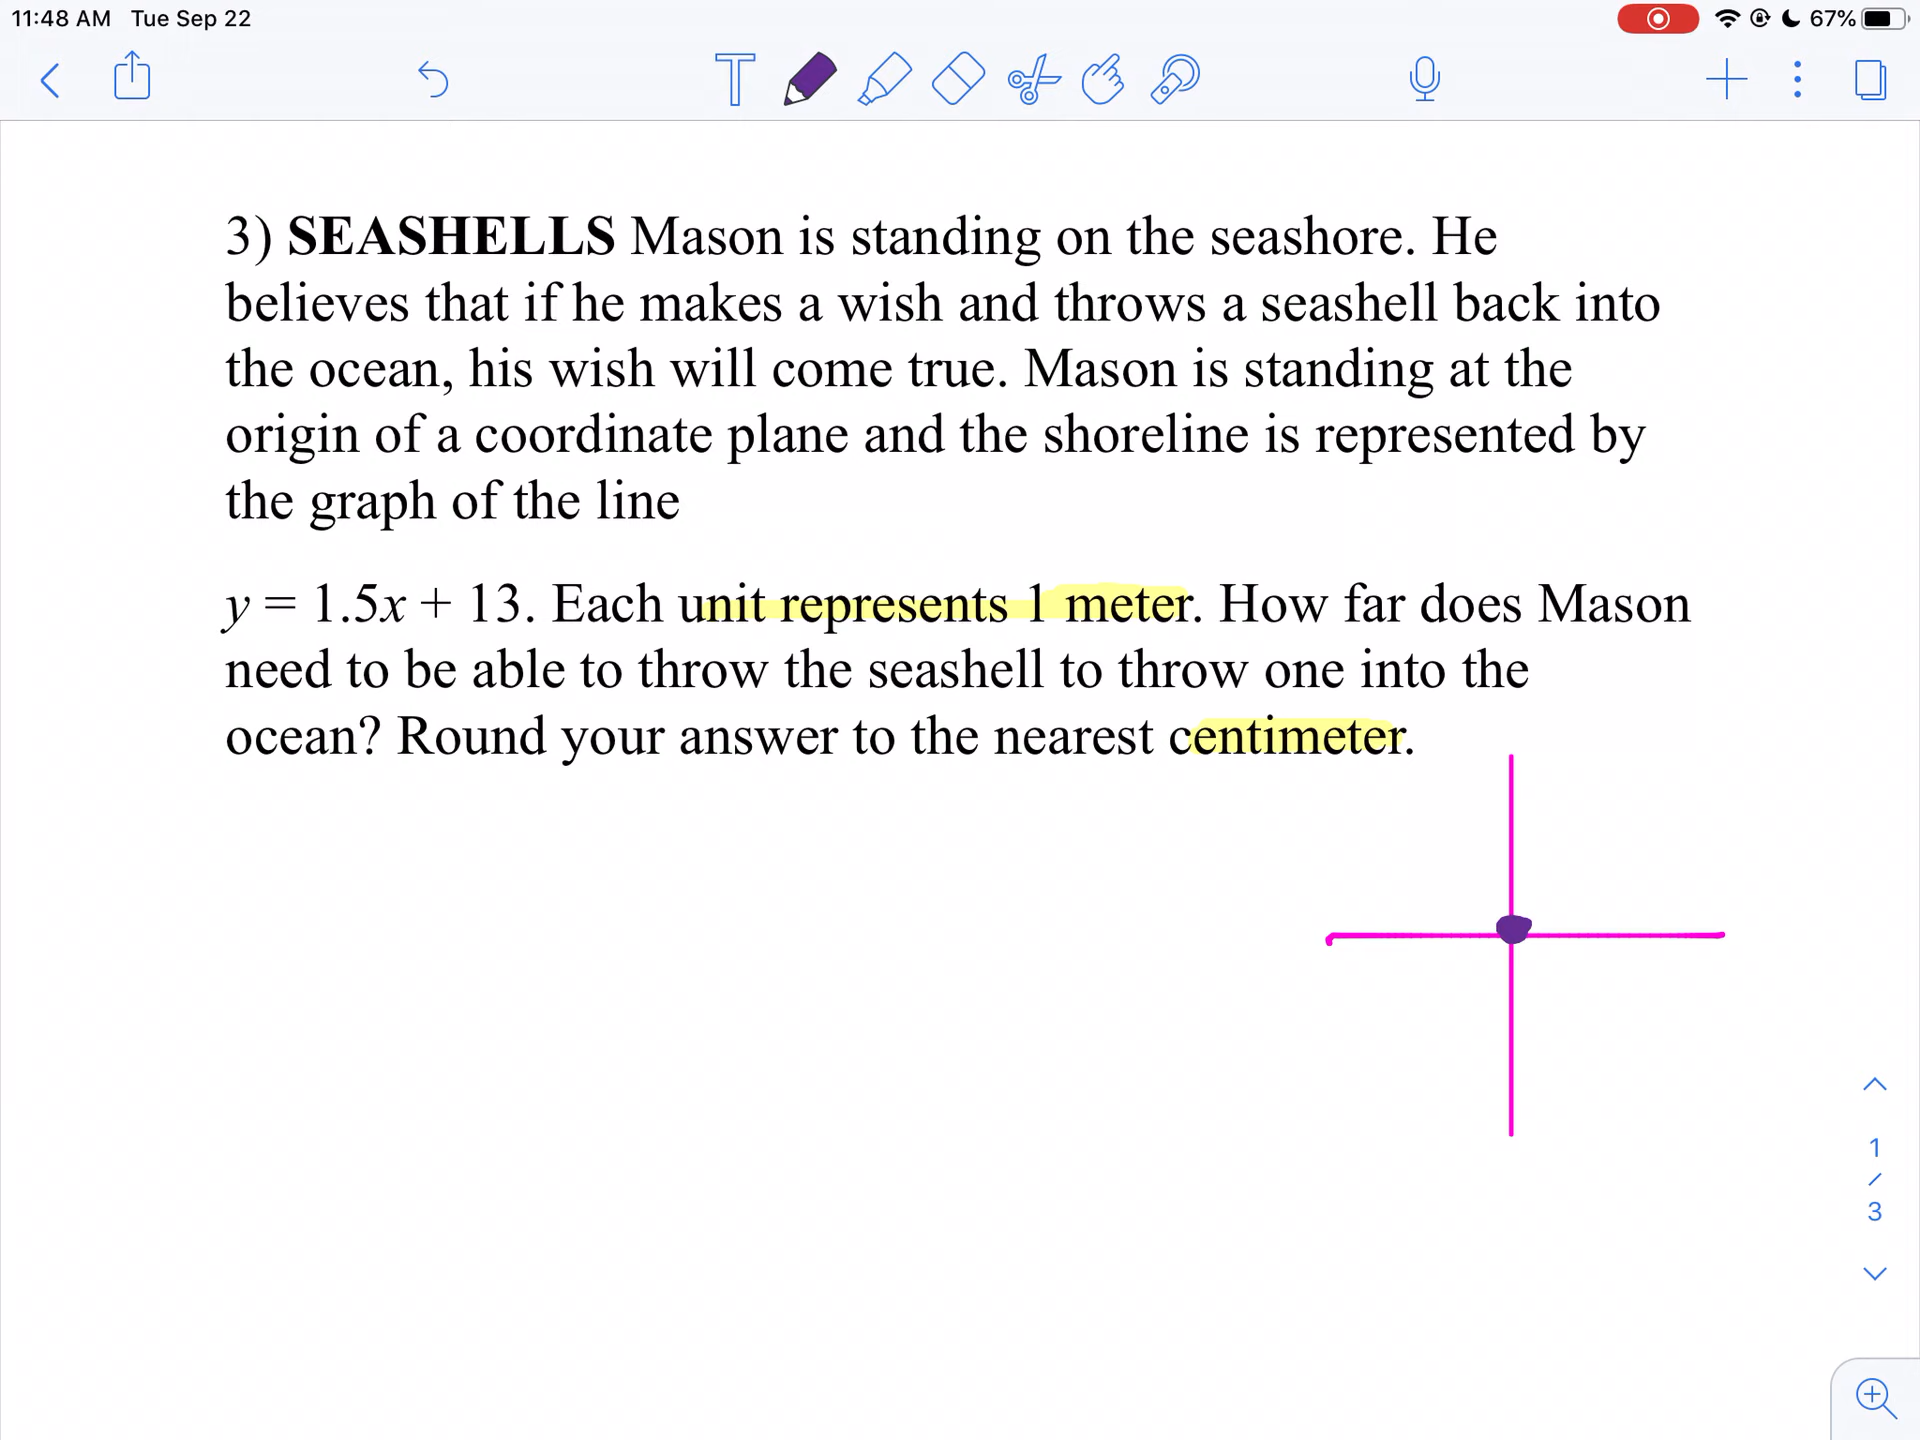 11:48 AM Tue Sep 22
67%
T
3) SEASHELLS Mason is standing on the seashore. He
believes that if he makes a wish and throws a seashell back into
the ocean, his wish will come true. Mason is standing at the
origin of a coordinate plane and the shoreline is represented by
the graph of the line
y = 1.5x + 13. Each unit represents 1 meter. How far does Mason
need to be able to throw the seashell to throw one into the
ocean? Round your answer to the nearest centimeter.
1
/
3